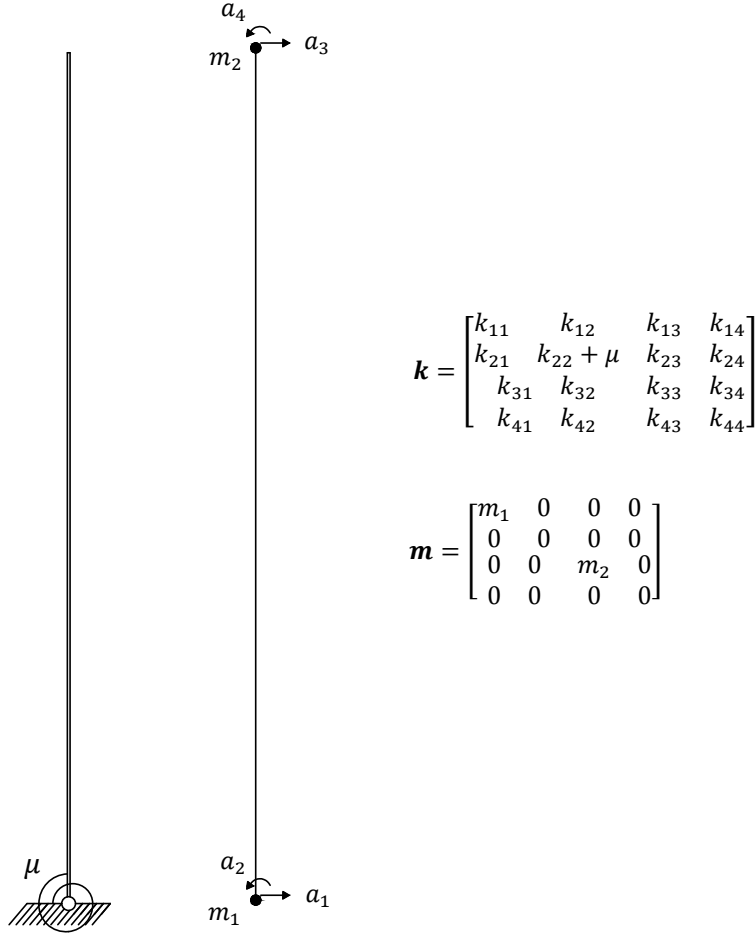 a₄
a₃
m₂
𝒌 = [k₁₁ k₁₂ k₁₃ k₁₄
k₂₁ k₂₂ + μ k₂₃ k₂₄
k₃₁ k₃₂ k₃₃ k₃₄
k₄₁ k₄₂ k₄₃ k₄₄]
𝒎 = [m₁ 0 0 0
0 0 0 0
0 0 m₂ 0
0 0 0 0]
μ
a₂
a₁
m₁